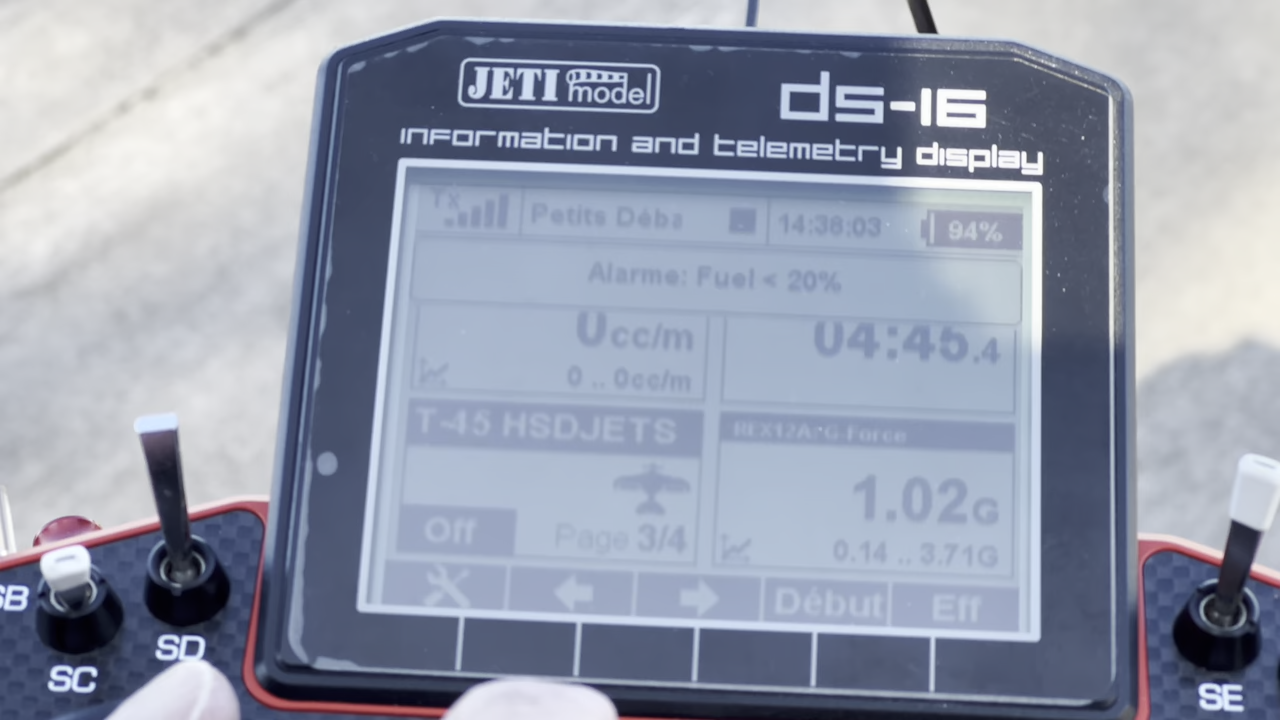 JETI model
ds-16
information and telemetry display
Tx
Petits Déba
14:38:03
94%
Alarme: Fuel < 20%
0cc/m
04:45.4
0 .. 0cc/m
T-45 HSDJETS
REX12A: G-Force
1.02G
Off
Page 3/4
0.14 .. 3.71G
Début
Eff
SB
SC
SD
SE